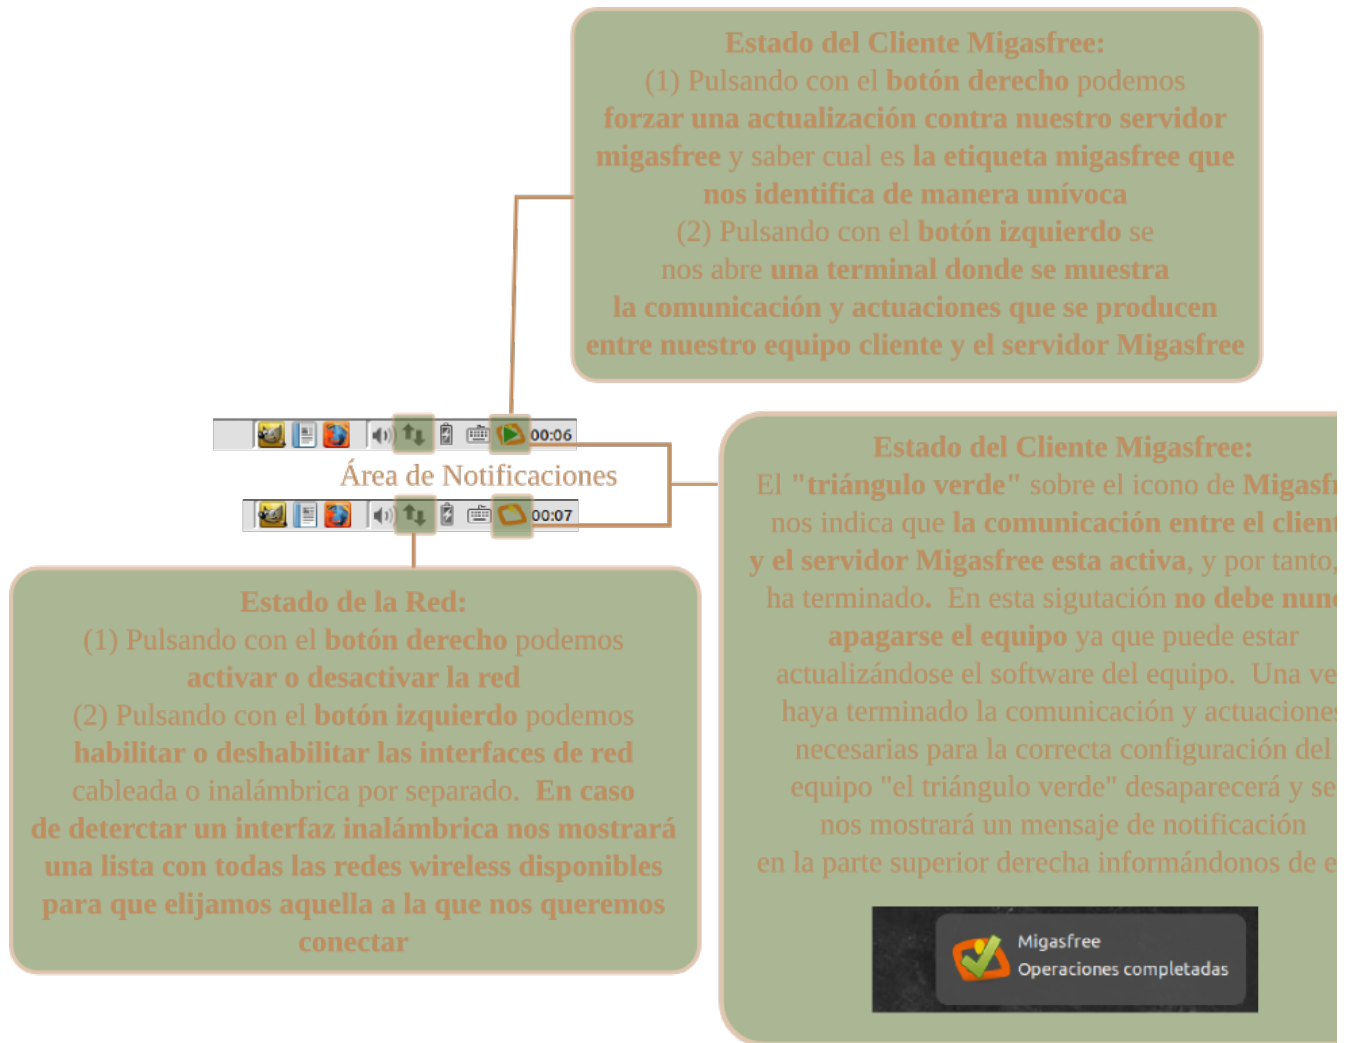 Estado del Cliente Migasfree:
(1) Pulsando con el botón derecho podemos
forzar una actualización contra nuestro servidor
migasfree y saber cual es la etiqueta migasfree que
nos identifica de manera unívoca
(2) Pulsando con el botón izquierdo se
nos abre una terminal donde se muestra
la comunicación y actuaciones que se producen
entre nuestro equipo cliente y el servidor Migasfree
00:06
Área de Notificaciones
00:07
Estado de la Red:
(1) Pulsando con el botón derecho podemos
activar o desactivar la red
(2) Pulsando con el botón izquierdo podemos
habilitar o deshabilitar las interfaces de red
cableada o inalámbrica por separado. En caso
de deterctar un interfaz inalámbrica nos mostrará
una lista con todas las redes wireless disponibles
para que elijamos aquella a la que nos queremos
conectar
Estado del Cliente Migasfree:
El "triángulo verde" sobre el icono de
nos indica que la comunicación entre el
y el servidor Migasfree esta activa, y por tanto,
ha terminado. En esta sigutación no debe
apagarse el equipo ya que puede estar
actualizándose el software del equipo. Una
haya terminado la comunicación y actuaciones
necesarias para la correcta configuración del
equipo "el triángulo verde" desaparecerá y se
nos mostrará un mensaje de notificación
en la parte superior derecha informándonos de
Migasfree
Operaciones completadas